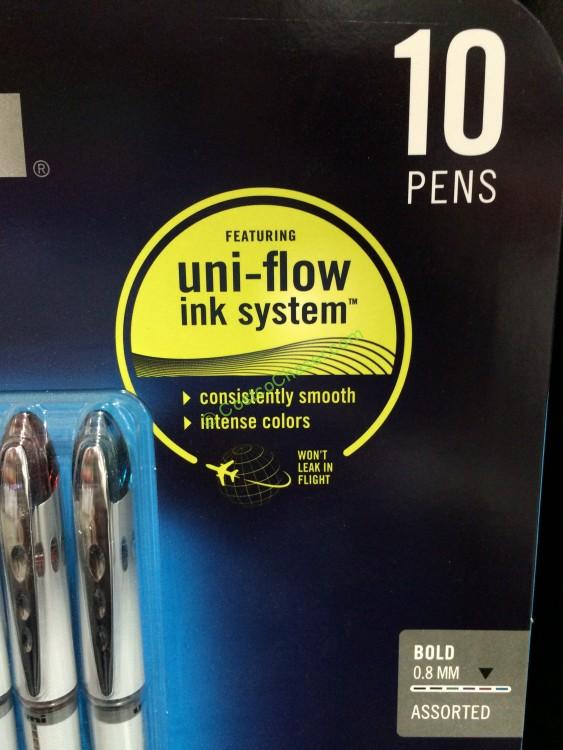 10
PENS
®
FEATURING
uni-flow
ink system™
consistently smooth
intense colors
WON'T
LEAK IN
FLIGHT
BOLD
0.8 MM
ASSORTED
uni